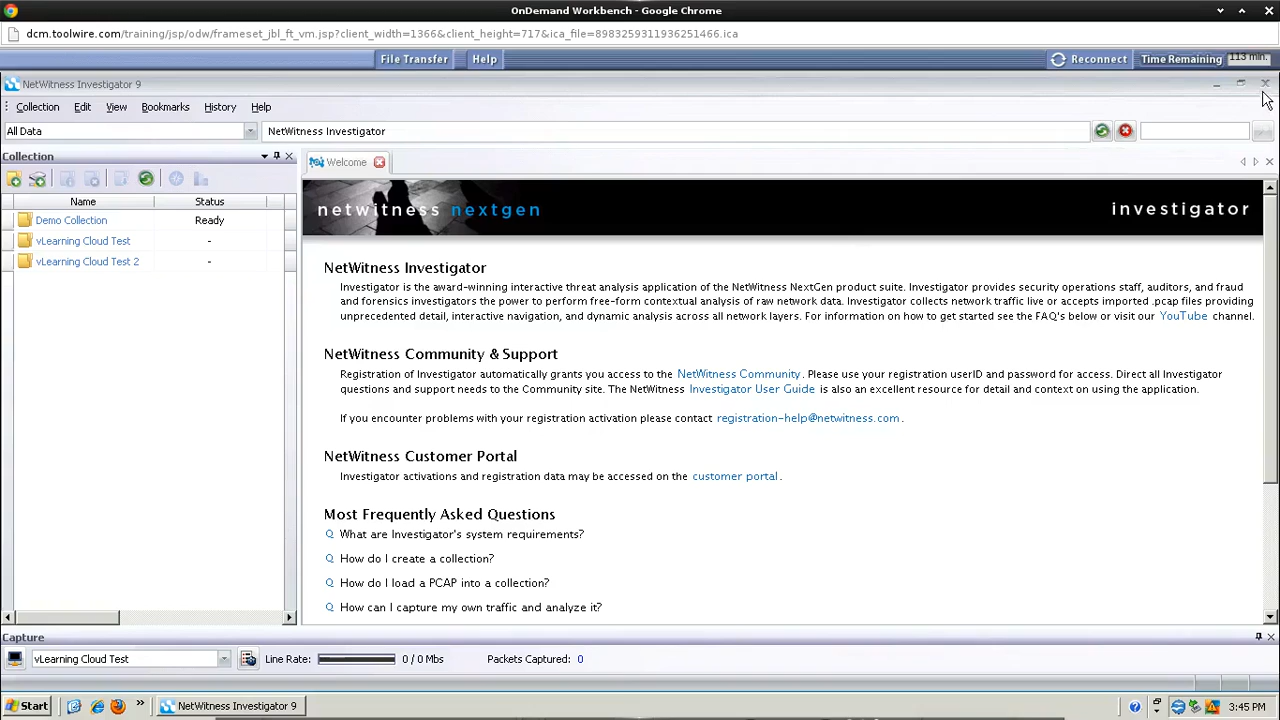 OnDemand Workbench - Google Chrome
dcm.toolwire.com/training/jsp/odw/frameset_jbl_ft_vm.jsp?client_width=1366&client_height=717&ica_file=8983259311936251466.ica
File Transfer Help Reconnect Time Remaining 113 min.
NetWitness Investigator 9
Collection Edit View Bookmarks History Help
All Data NetWitness Investigator
Collection
Welcome
Name Status
Demo Collection Ready
vLearning Cloud Test -
vLearning Cloud Test 2 -
netwitness nextgen investigator
NetWitness Investigator
Investigator is the award-winning interactive threat analysis application of the NetWitness NextGen product suite. Investigator provides security operations staff, auditors, and fraud
and forensics investigators the power to perform free-form contextual analysis of raw network data. Investigator collects network traffic live or accepts imported .pcap files providing
unprecedented detail, interactive navigation, and dynamic analysis across all network layers. For information on how to get started see the FAQ's below or visit our YouTube channel.
NetWitness Community & Support
Registration of Investigator automatically grants you access to the NetWitness Community. Please use your registration userID and password for access. Direct all Investigator
questions and support needs to the Community site. The NetWitness Investigator User Guide is also an excellent resource for detail and context on using the application.
If you encounter problems with your registration activation please contact registration-help@netwitness.com.
NetWitness Customer Portal
Investigator activations and registration data may be accessed on the customer portal.
Most Frequently Asked Questions
Q What are Investigator's system requirements?
Q How do I create a collection?
Q How do I load a PCAP into a collection?
Q How can I capture my own traffic and analyze it?
Capture
vLearning Cloud Test Line Rate: 0 / 0 Mbs Packets Captured: 0
Start NetWitness Investigator 9 3:45 PM